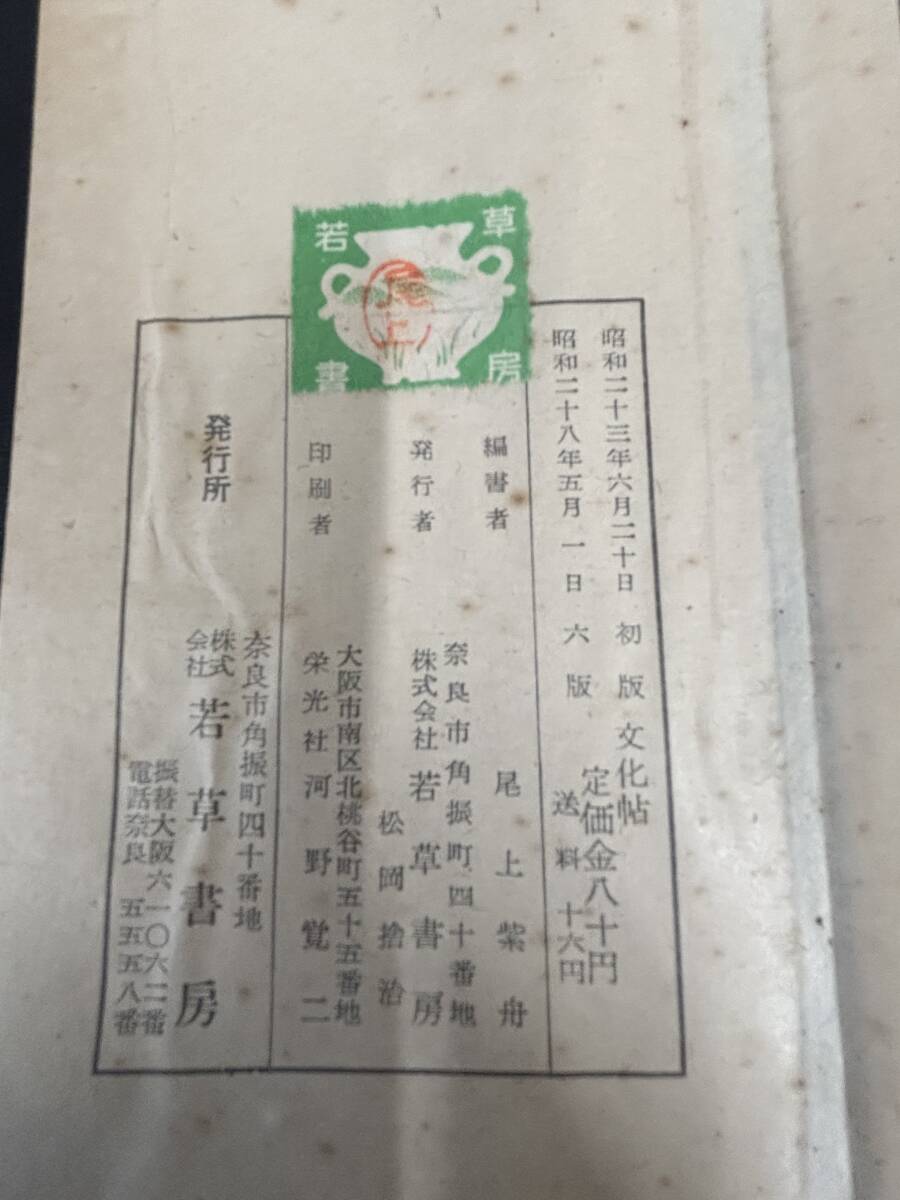 草房
若書
尾上
昭和二十三年六月二十日 初版 文化帖
定価金八十円
昭和二十八年五月一日 六版 送料十六円
編書者 尾上紫舟
奈良市角振町四十番地
発行者 株式会社 若草書房
松岡捨治
大阪市南区北桃谷町五十五番地
印刷者 栄光社 河野覚二
奈良市角振町四十番地
発行所 株式会社 若草書房
振替大阪六一〇六二番
電話奈良五五五八番